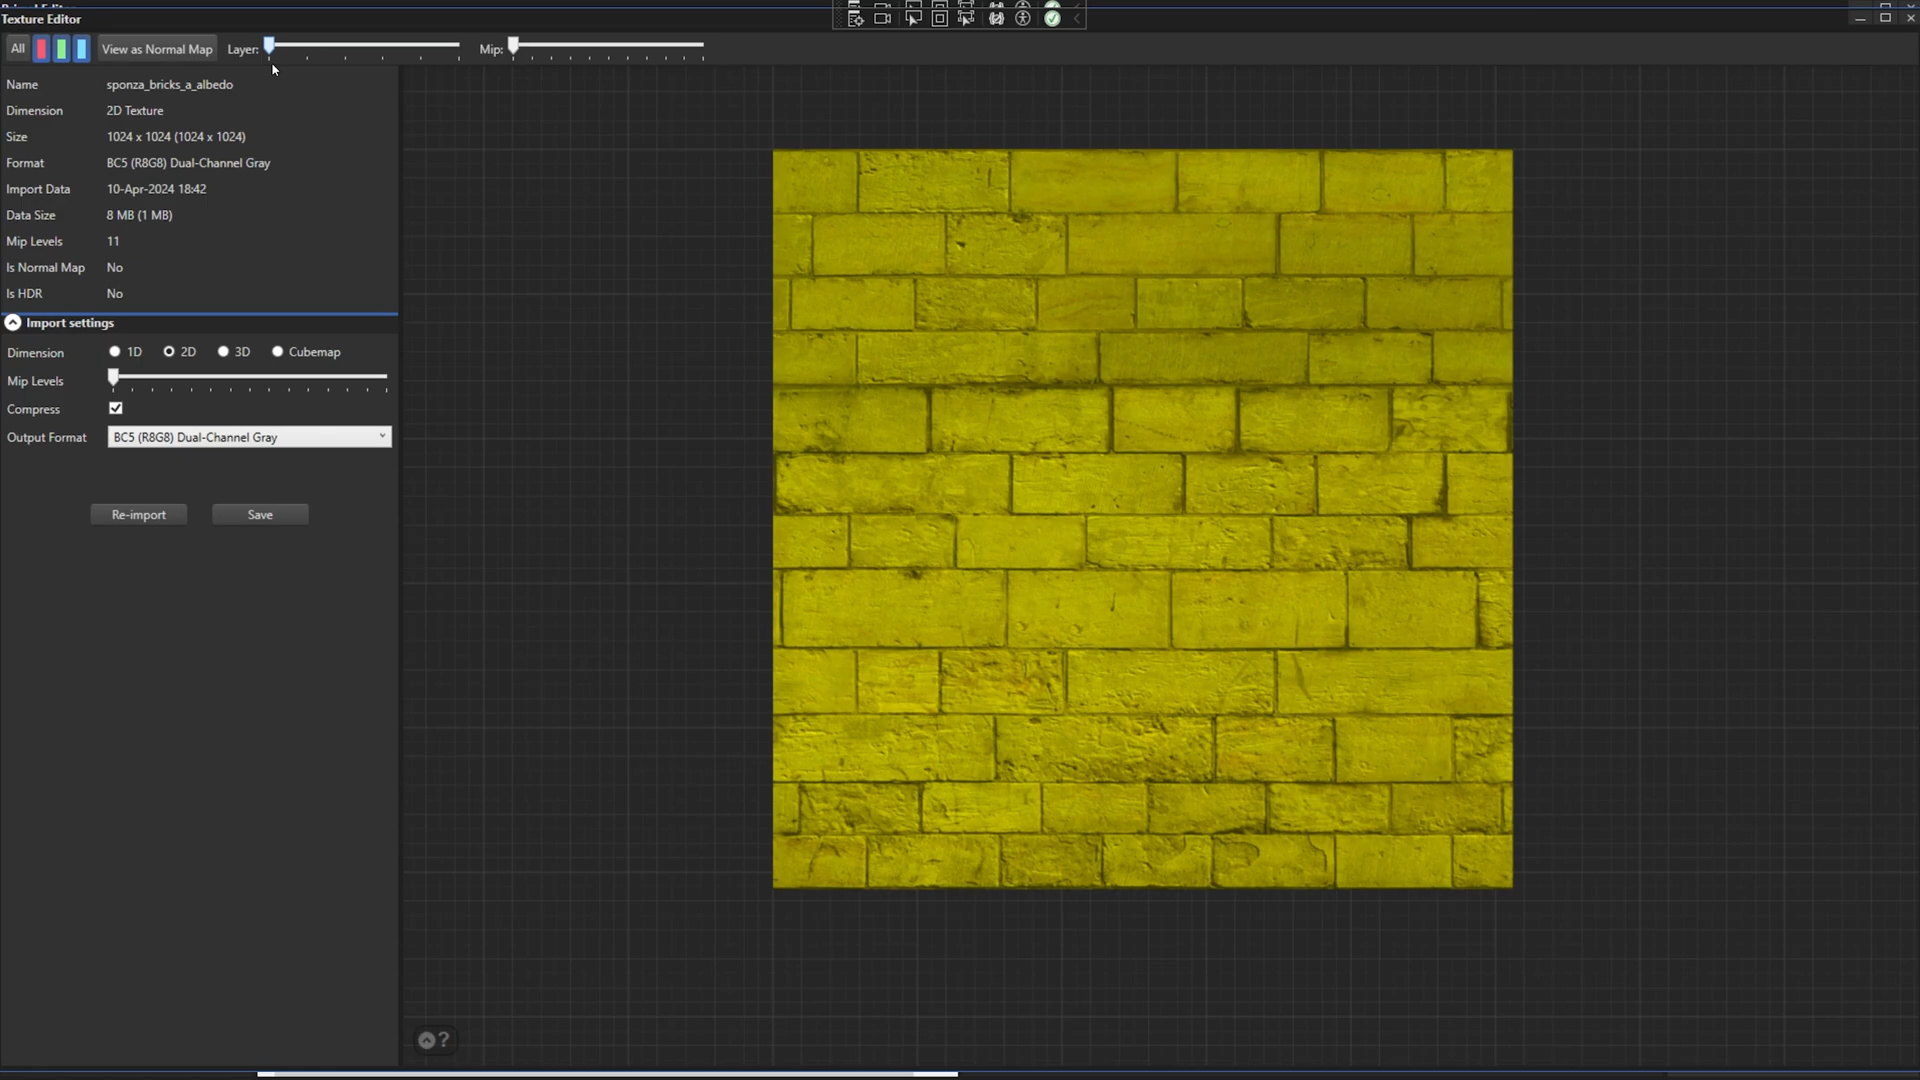 Texture Editor
All View as Normal Map Layer: Mip:
Name sponza_bricks_a_albedo
Dimension 2D Texture
Size 1024 x 1024 (1024 x 1024)
Format BC5 (R8G8) Dual-Channel Gray
Import Data 10-Apr-2024 18:42
Data Size 8 MB (1 MB)
Mip Levels 11
Is Normal Map No
Is HDR No
Import settings
Dimension 1D 2D 3D Cubemap
Mip Levels
Compress
Output Format BC5 (R8G8) Dual-Channel Gray
Re-import Save
?